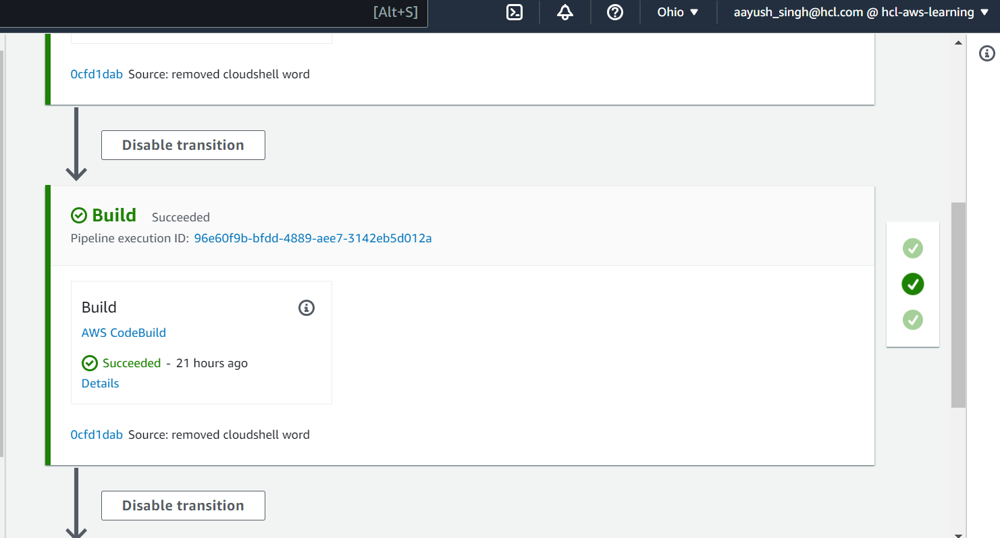 [Alt+S]
Ohio ▼
aayush_singh@hcl.com @ hcl-aws-learning ▼
0cfd1dab Source: removed cloudshell word
Disable transition
Build Succeeded
Pipeline execution ID: 96e60f9b-bfdd-4889-aee7-3142eb5d012a
Build
AWS CodeBuild
Succeeded - 21 hours ago
Details
0cfd1dab Source: removed cloudshell word
Disable transition